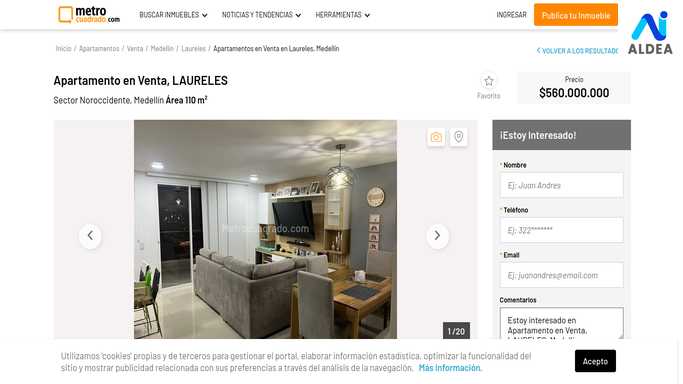 metro
cuadrado.com
BUSCAR INMUEBLES
NOTICIAS Y TENDENCIAS
HERRAMIENTAS
INGRESAR
Publica tu Inmueble
ALDEA
Inicio / Apartamentos / Venta / Medellín / Laureles / Apartamentos en Venta en Laureles, Medellín
VOLVER A LOS RESULTAD
Apartamento en Venta, LAURELES
Sector Noroccidente, Medellín Área 110 m²
Favorito
Precio
$560.000.000
Metrocuadrado.com
1/20
¡Estoy Interesado!
* Nombre
Ej: Juan Andres
* Teléfono
Ej: 322*******
* Email
Ej: juanandres@email.com
Comentarios
Estoy interesado en
Apartamento en Venta,
LAURELES, Medellín
Utilizamos 'cookies' propias y de terceros para gestionar el portal, elaborar información estadística, optimizar la funcionalidad del
sitio y mostrar publicidad relacionada con sus preferencias a través del análisis de la navegación. Más información.
Acepto